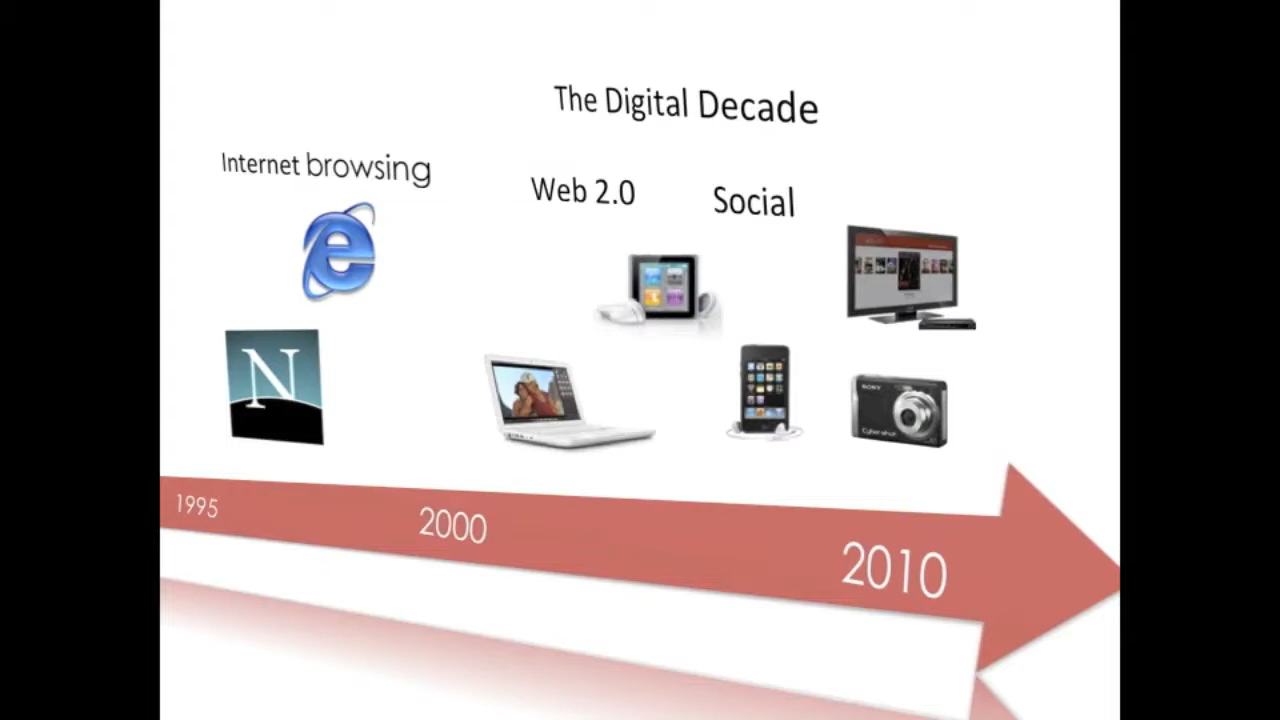 The Digital Decade
Internet browsing
Web 2.0
Social
N
SONY
Cyber-shot
1995
2000
2010